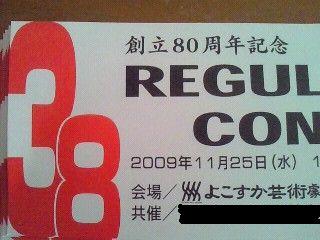 38
創立80周年記念
REGUL
CON
2009年11月25日(水) 1
会場/よこすか芸術劇
共催/